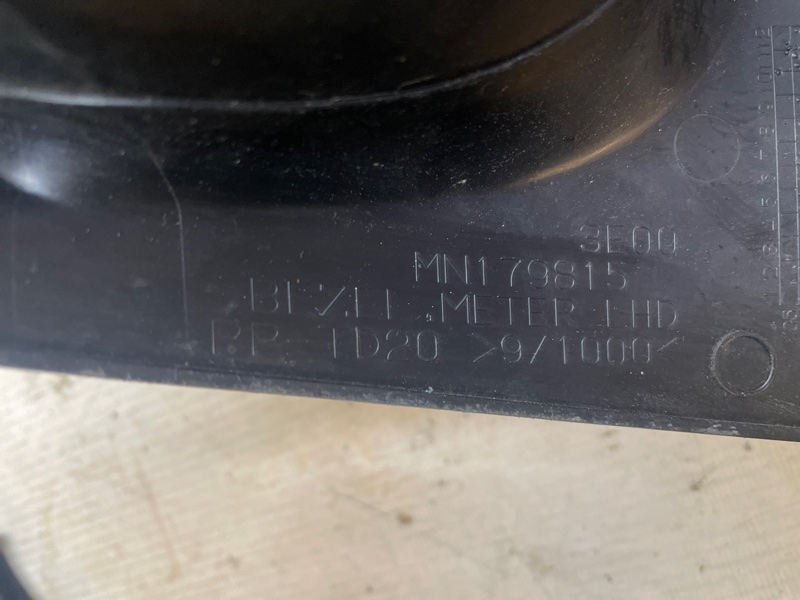 3E00
MN179815
BEZEL,METER LHD
PP-TD20 >9/1000<